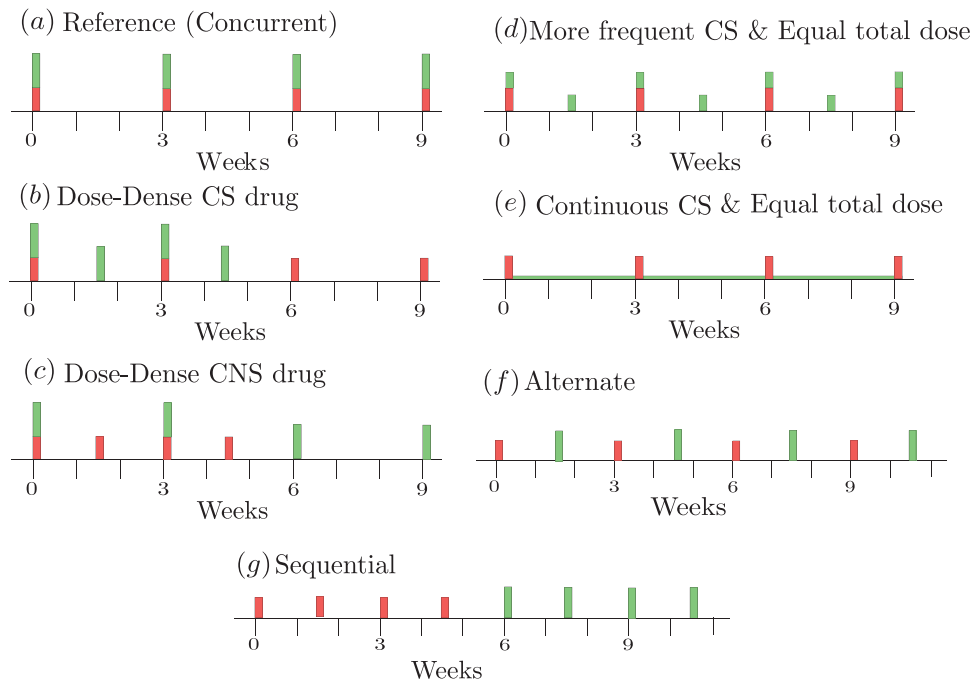 (a) Reference (Concurrent)
0 3 6 9
Weeks
(b) Dose-Dense CS drug
0 3 6 9
Weeks
(c) Dose-Dense CNS drug
0 3 6 9
Weeks
(d) More frequent CS & Equal total dose
0 3 6 9
Weeks
(e) Continuous CS & Equal total dose
0 3 6 9
Weeks
(f) Alternate
0 3 6 9
Weeks
(g) Sequential
0 3 6 9
Weeks